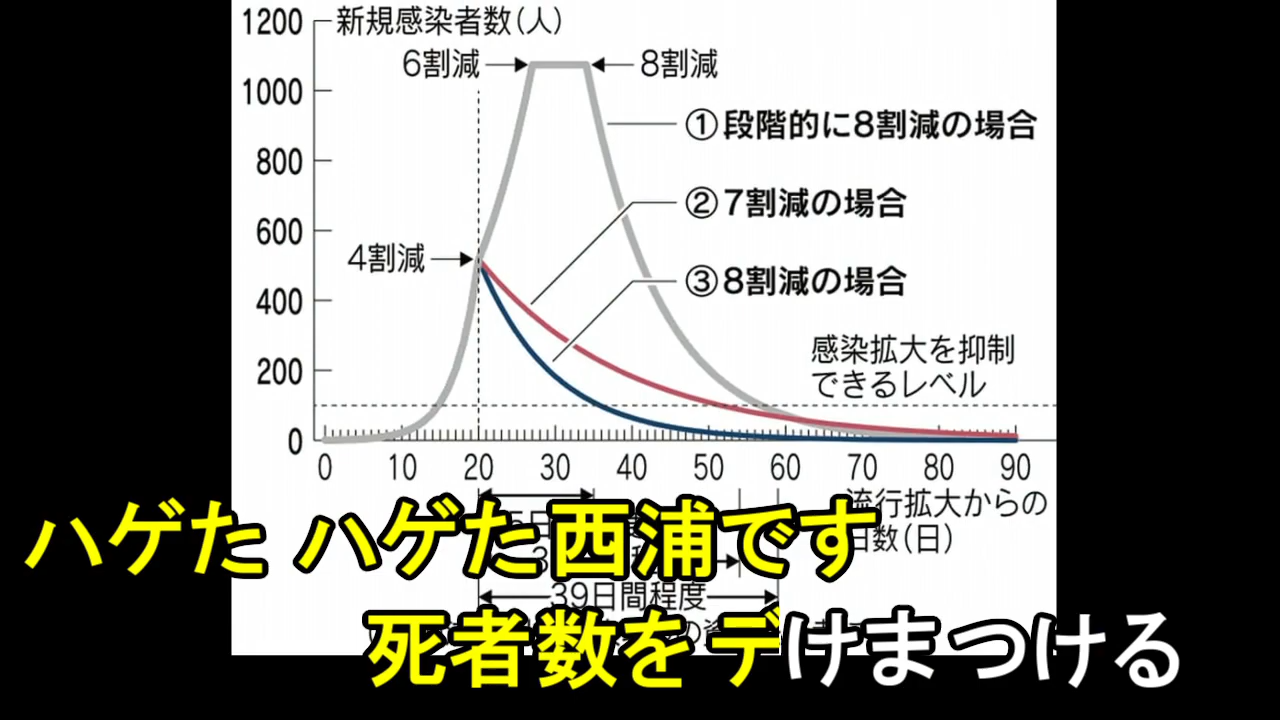 1200 新規感染者数(人)
6割減 8割減
1000
①段階的に8割減の場合
800
②7割減の場合
600
4割減
③8割減の場合
400
感染拡大を抑制
できるレベル
200
0
0 10 20 30 40 50 60 70 80 90
流行拡大からの
日数(日)
39日間程度
ハゲた ハゲた西浦です
死者数をデけまつける